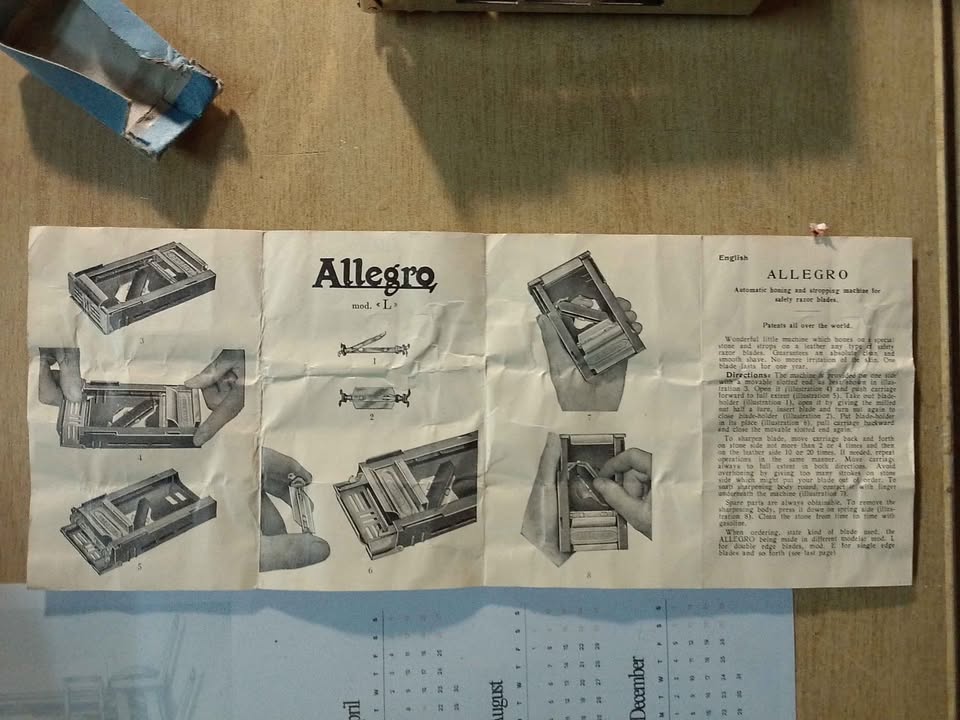 3
4
5
Allegro
mod. «L»
1
2
6
7
8
English
ALLEGRO
Automatic honing and stropping machine for
safety razor blades.
Patents all over the world.
Wonderful little machine which hones on a special
stone and strops on a leather any type of safety
razor blades. Guarantees an absolute clean and
smooth shave. No more irritation of the skin. One
blade lasts for one year.
Directions: The machine is provided on one side
with a movable slotted end, as best shown in illus-
tration 3. Open it (illustration 4) and push carriage
forward to full extent (illustration 5). Take out blade-
holder (illustration 1), open it by giving the milled
nut half a turn, insert blade and turn nut again to
close blade-holder (illustration 2). Put blade-holder
in its place (illustration 6), pull carriage backward
and close the movable slotted end again.
To sharpen blade, move carriage back and forth
on stone side not more than 2 or 4 times and then
on the leather side 10 or 20 times. If needed, repeat
operations in the same manner. Move carriage
always to full extent in both directions. Avoid
overhoning by giving too many strokes on stone
side which might put your blade out of order. To
turn sharpening body round, contact it with finger
underneath the machine (illustration 7).
Spare parts are always obtainable. To remove the
sharpening body, press it down on spring side (illus-
tration 8). Clean the stone from time to time with
gasoline.
When ordering, state kind of blade used, the
ALLEGRO being made in different models: mod. L
for double edge blades, mod. E for single edge
blades and so forth (see last page).
pril
ugust
December